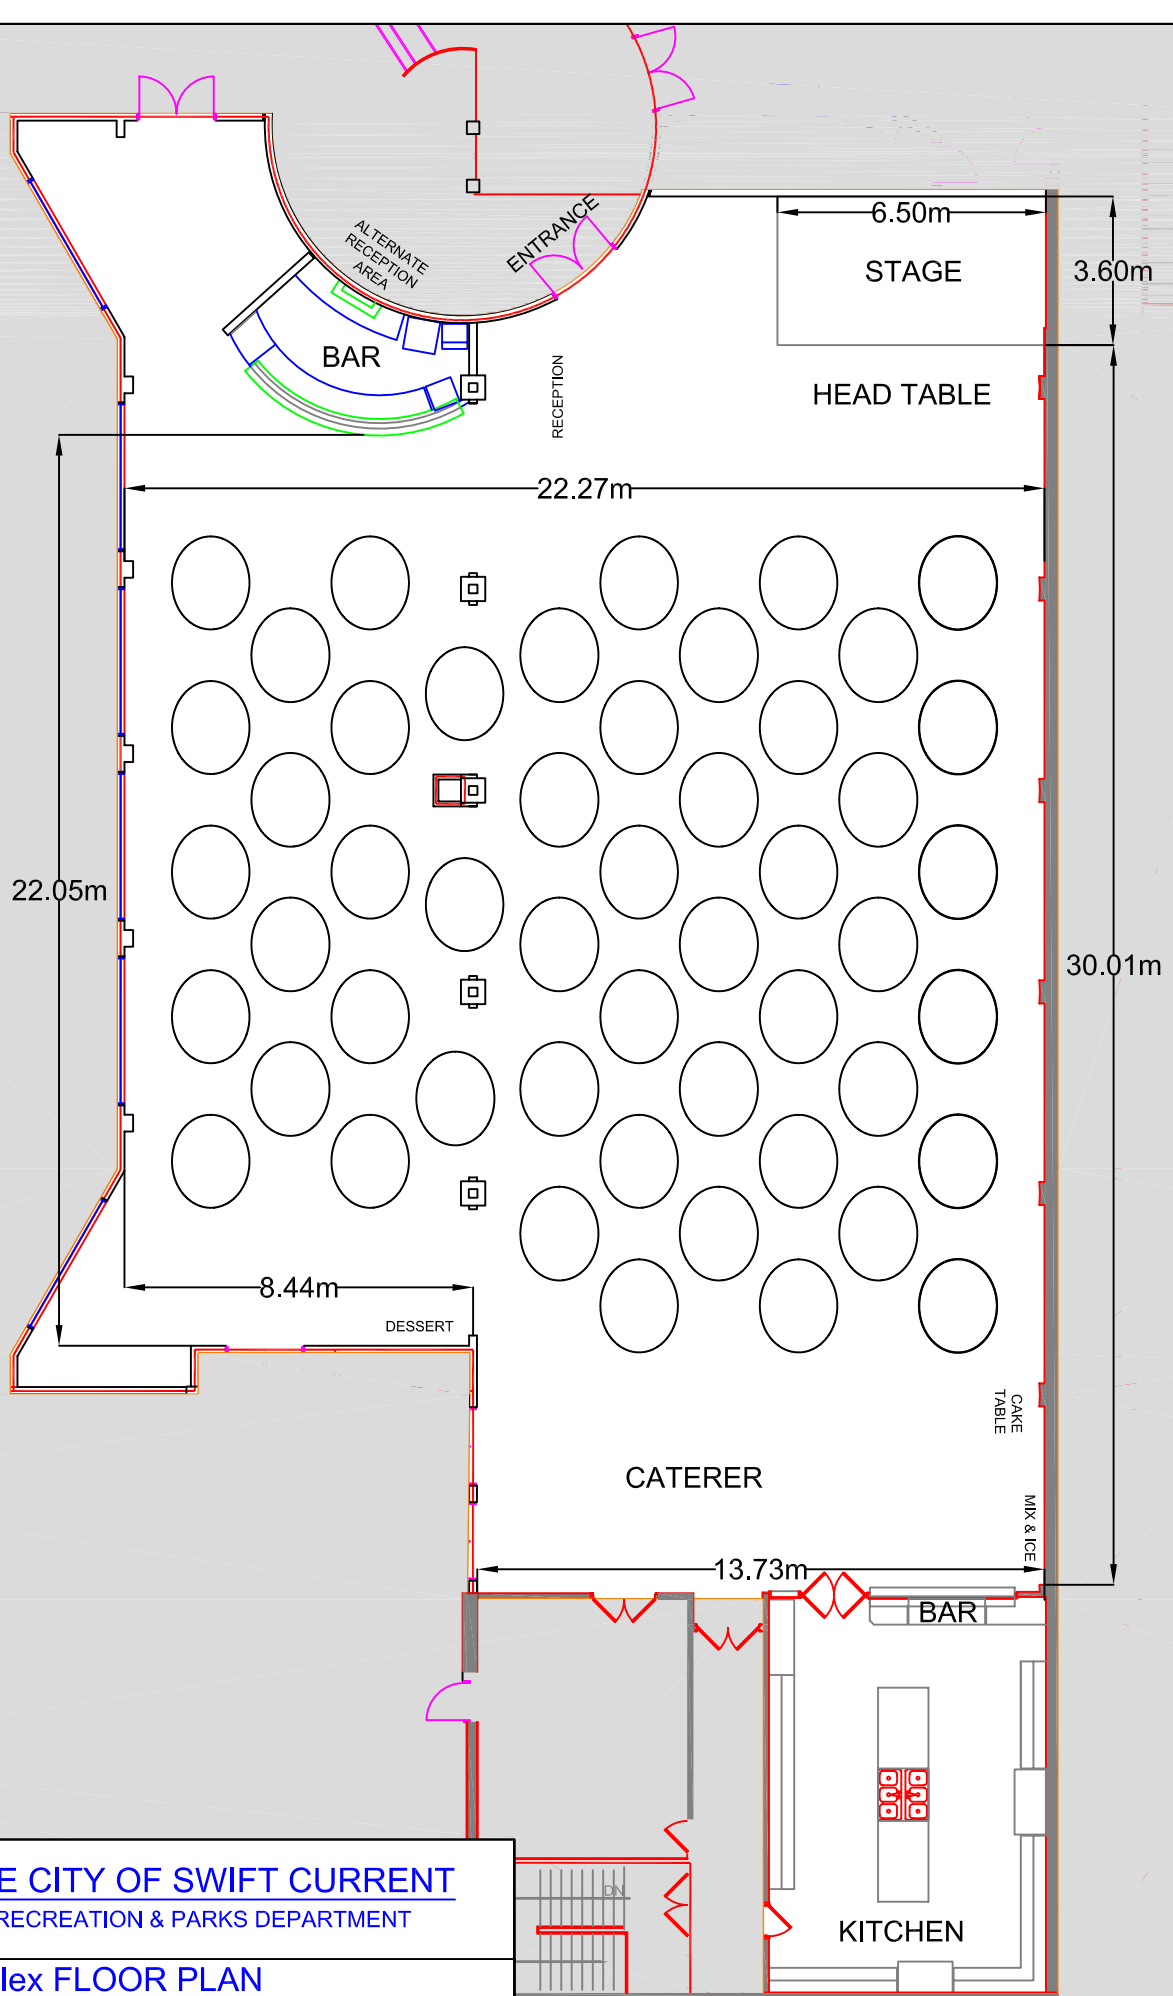 6.50m
STAGE
3.60m
ENTRANCE
ALTERNATE
RECEPTION
AREA
BAR
RECEPTION
HEAD TABLE
22.27m
22.05m
30.01m
8.44m
DESSERT
CAKE
TABLE
CATERER
MIX & ICE
13.73m
BAR
DN
KITCHEN
E CITY OF SWIFT CURRENT
RECREATION & PARKS DEPARTMENT
lex FLOOR PLAN